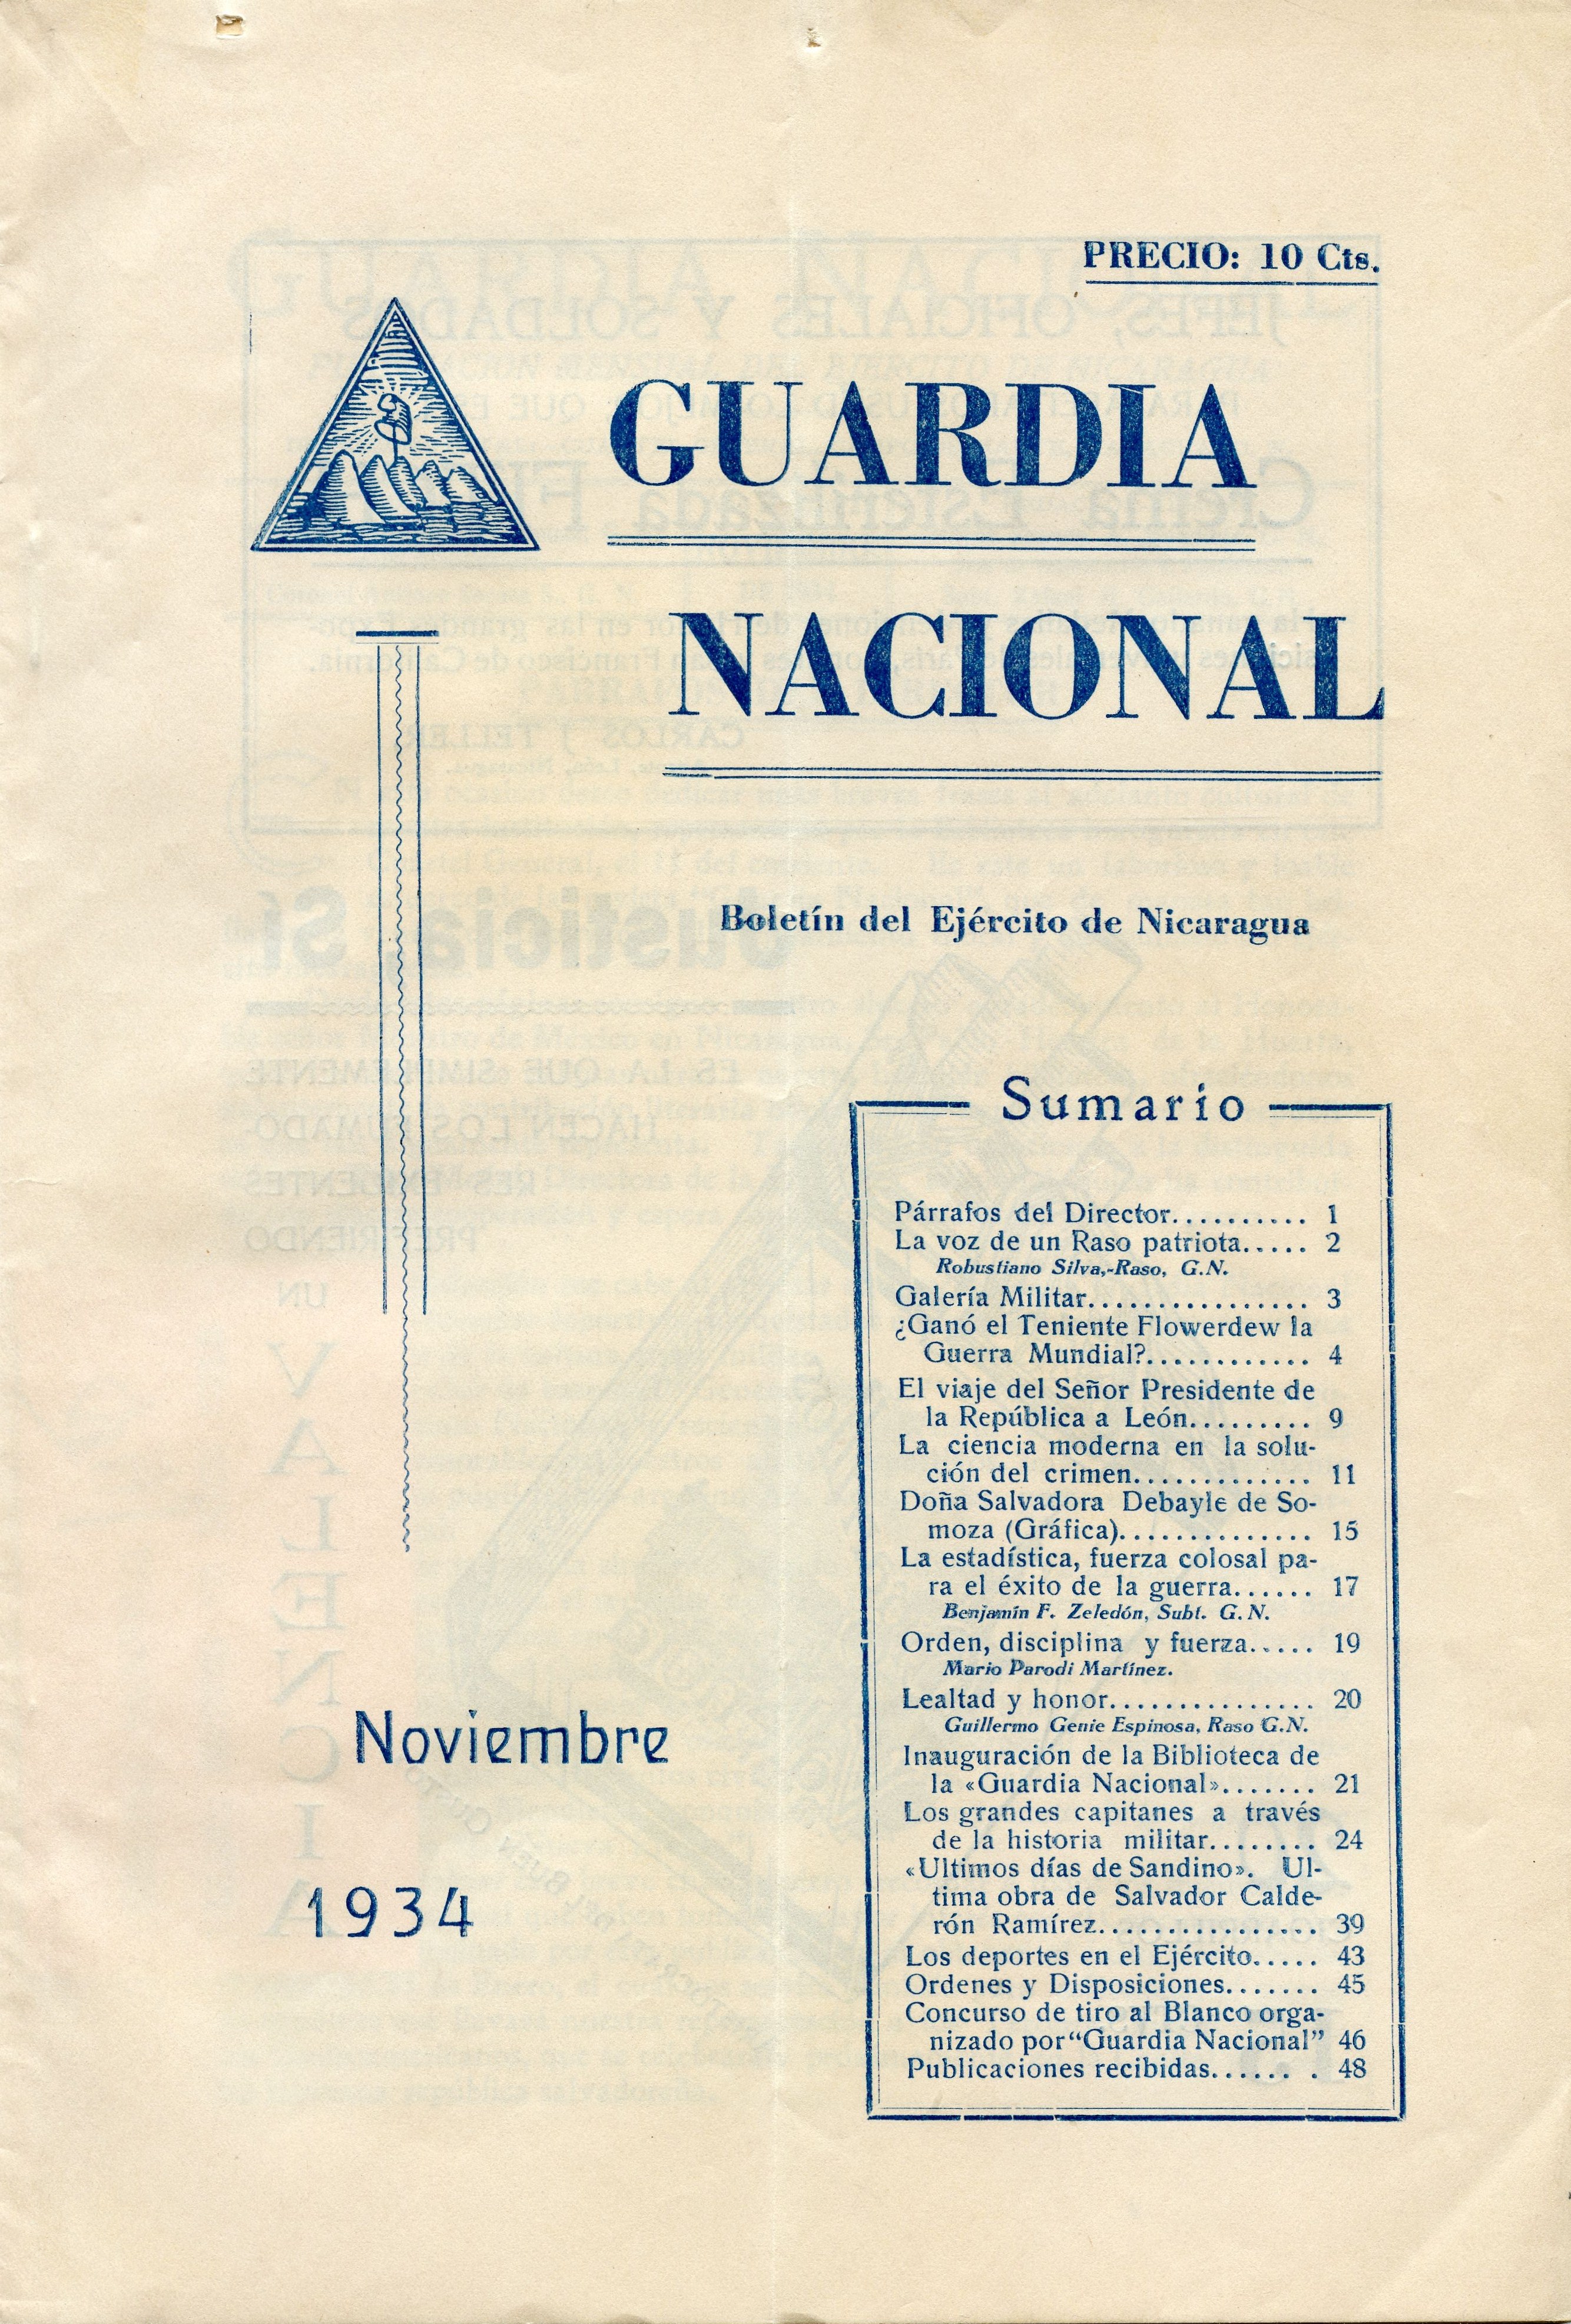 PRECIO: 10 Cts.
GUARDIA
NACIONAL
Boletín del Ejército de Nicaragua
Sumario
Párrafos del Director.......... 1
La voz de un Raso patriota..... 2
Robustiano Silva,-Raso, G.N.
Galería Militar................ 3
¿Ganó el Teniente Flowerdew la
Guerra Mundial?............ 4
El viaje del Señor Presidente de
la República a León......... 9
La ciencia moderna en la solu-
ción del crimen............. 11
Doña Salvadora Debayle de So-
moza (Gráfica).............. 15
La estadística, fuerza colosal pa-
ra el éxito de la guerra...... 17
Benjamín F. Zeledón, Subt. G.N.
Orden, disciplina y fuerza..... 19
Mario Parodi Martínez.
Lealtad y honor............... 20
Guillermo Genie Espinosa, Raso G.N.
Inauguración de la Biblioteca de
la «Guardia Nacional»....... 21
Los grandes capitanes a través
de la historia militar........ 24
«Ultimos días de Sandino». Ul-
tima obra de Salvador Calde-
rón Ramírez................ 39
Los deportes en el Ejército..... 43
Ordenes y Disposiciones....... 45
Concurso de tiro al Blanco orga-
nizado por “Guardia Nacional” 46
Publicaciones recibidas...... . 48
Noviembre
1934